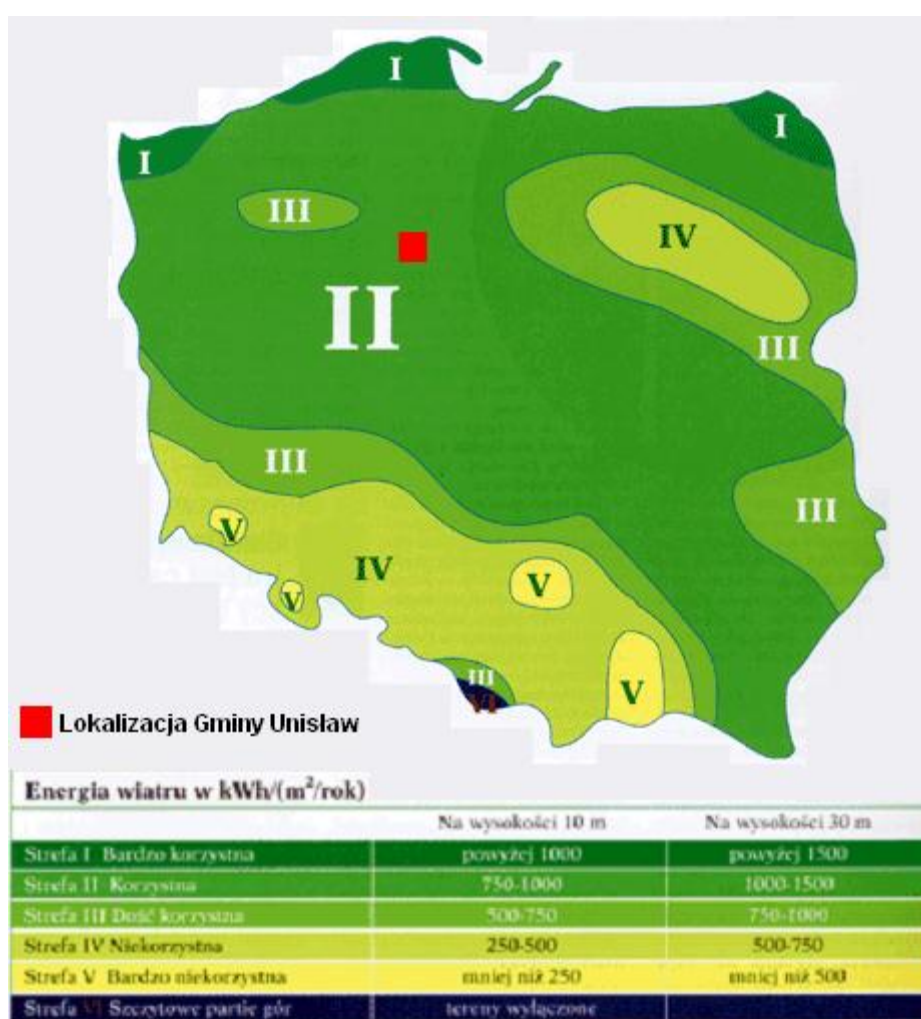 I
I
I
III
IV
II
III
III
III
V
IV
V
V
III
VI
V
Lokalizacja Gminy Unisław
Energia wiatru w kWh/(m²/rok)
Na wysokości 10 m Na wysokości 30 m
Strefa I Bardzo korzystna powyżej 1000 powyżej 1500
Strefa II Korzystna 750-1000 1000-1500
Strefa III Dość korzystna 500-750 750-1000
Strefa IV Niekorzystna 250-500 500-750
Strefa V Bardzo niekorzystna mniej niż 250 mniej niż 500
Strefa VI Szczytowe partie gór tereny wyłączone